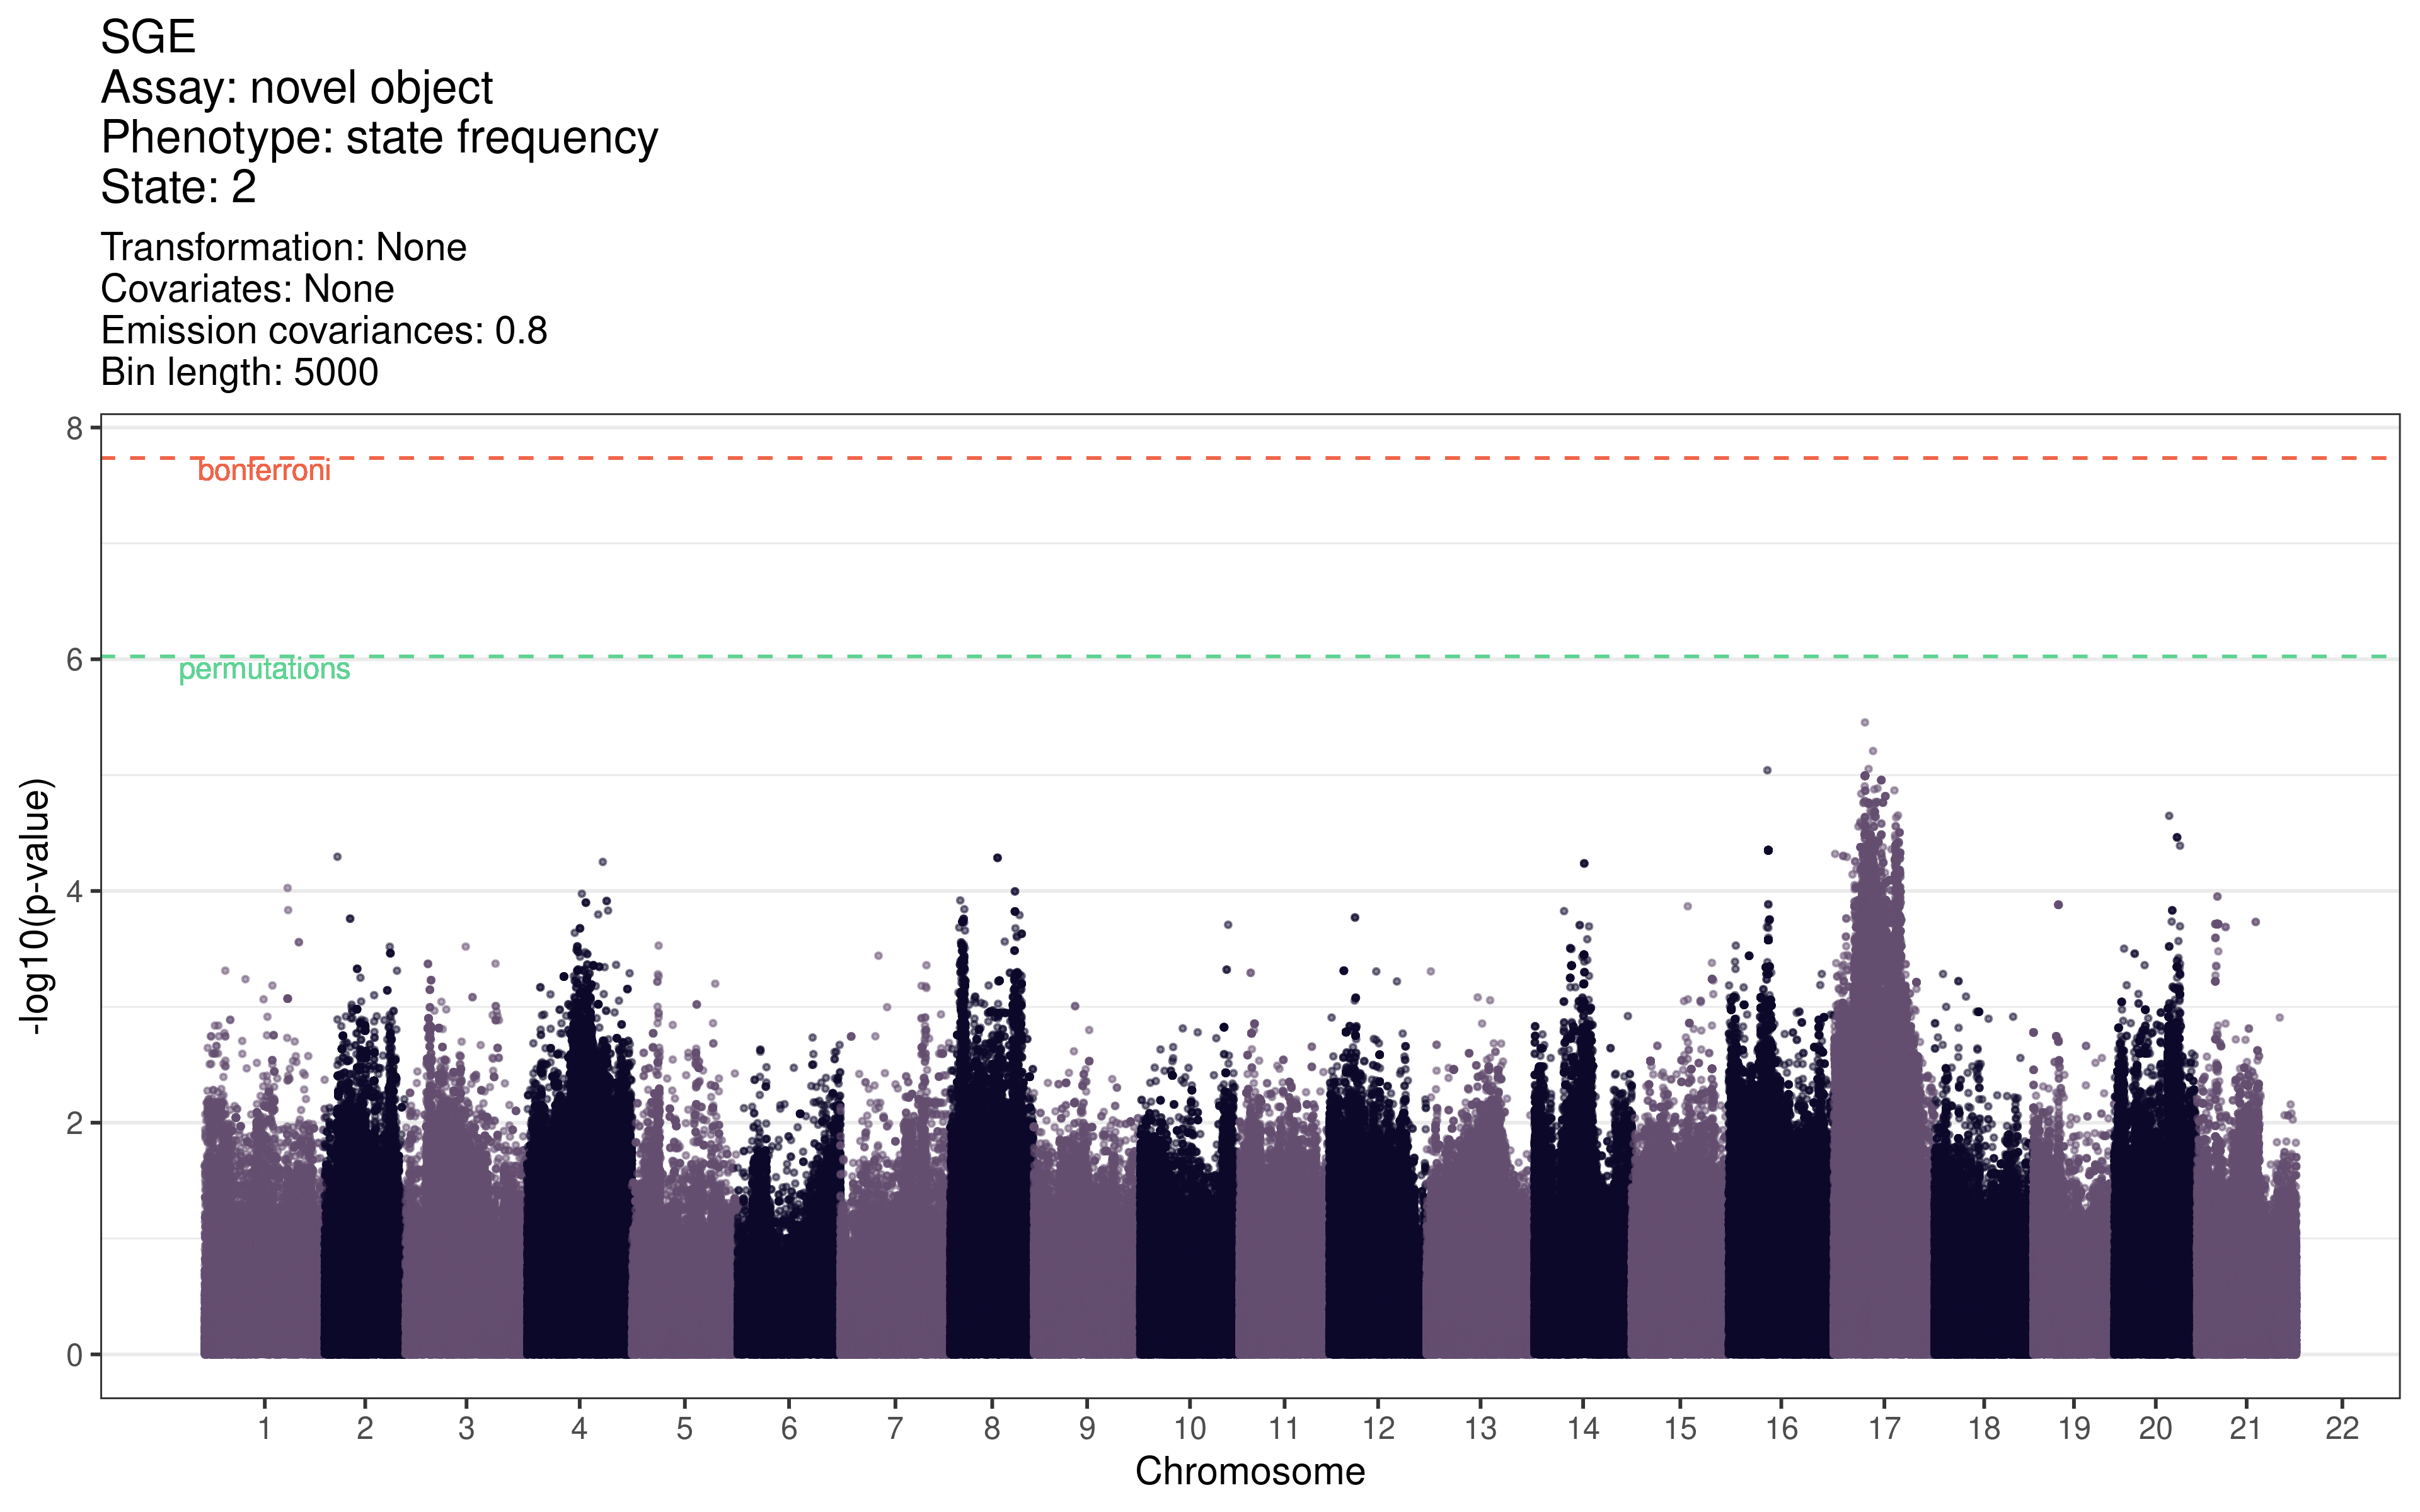 SGE
Assay: novel object
Phenotype: state frequency
State: 2
Transformation: None
Covariates: None
Emission covariances: 0.8
Bin length: 5000
8
bonferroni
6
permutations
4
2
0
-log10(p-value)
1 2 3 4 5 6 7 8 9 10 11 12 13 14 15 16 17 18 19 20 21 22
Chromosome